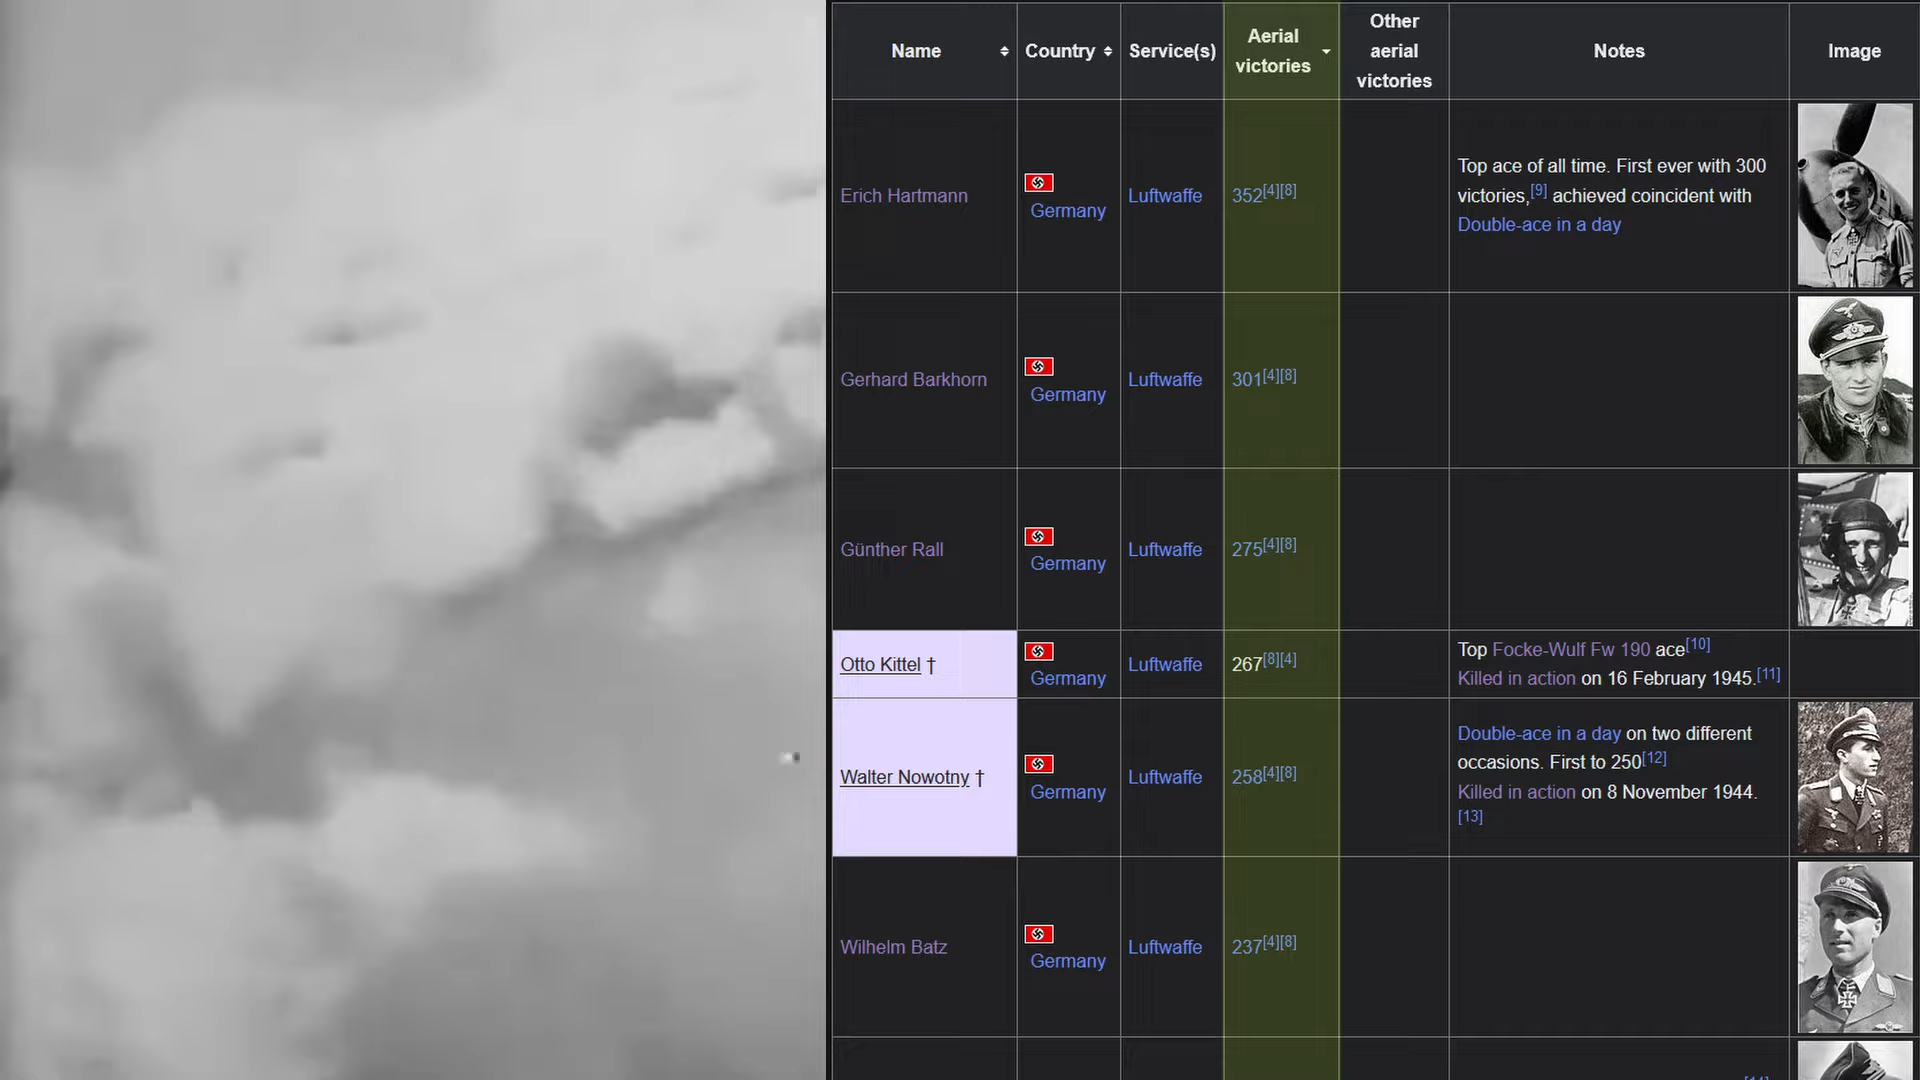 Name Country Service(s) Aerial victories Other aerial victories Notes Image
Erich Hartmann
Germany
Luftwaffe
352[4][8]
Top ace of all time. First ever with 300
victories,[9] achieved coincident with
Double-ace in a day
Gerhard Barkhorn
Germany
Luftwaffe
301[4][8]
Günther Rall
Germany
Luftwaffe
275[4][8]
Otto Kittel †
Germany
Luftwaffe
267[8][4]
Top Focke-Wulf Fw 190 ace[10]
Killed in action on 16 February 1945.[11]
Walter Nowotny †
Germany
Luftwaffe
258[4][8]
Double-ace in a day on two different
occasions. First to 250[12]
Killed in action on 8 November 1944.
[13]
Wilhelm Batz
Germany
Luftwaffe
237[4][8]